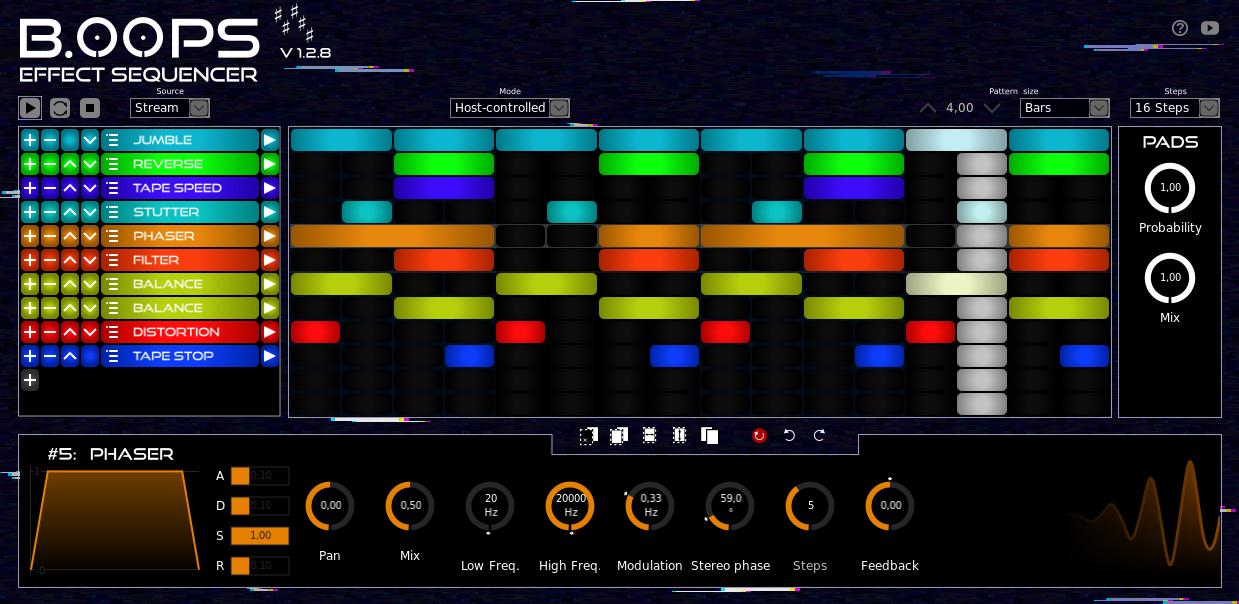 B.OOPS
V 1.2.8
EFFECT SEQUENCER
Source
Mode
Pattern size
Steps
Stream
Host-controlled
4,00
Bars
16 Steps
JUMBLE
REVERSE
TAPE SPEED
STUTTER
PHASER
FILTER
BALANCE
BALANCE
DISTORTION
TAPE STOP
PADS
1,00
Probability
1,00
Mix
#5: PHASER
1
0
A 0,10
D 0,10
S 1,00
R 0,10
0,00
Pan
0,50
Mix
20
Hz
Low Freq.
20000
Hz
High Freq.
0,33
Hz
Modulation
59,0
°
Stereo phase
5
Steps
0,00
Feedback